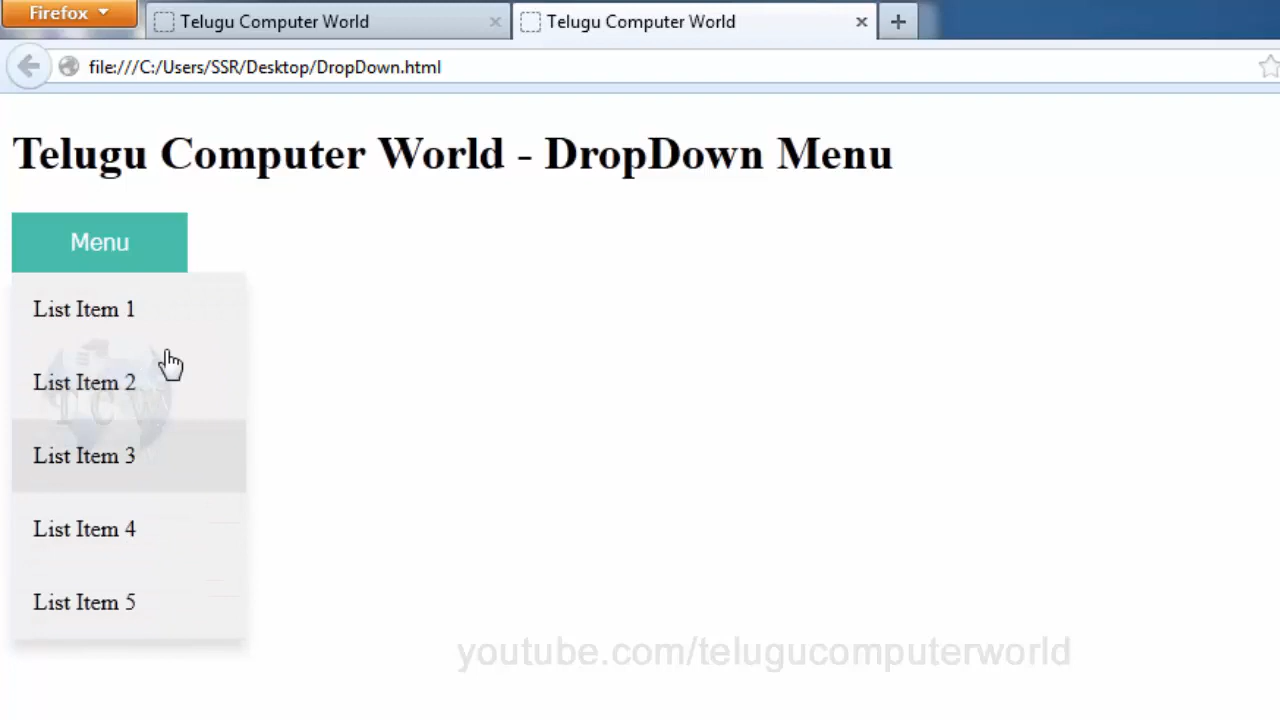 Firefox
Telugu Computer World
Telugu Computer World
file:///C:/Users/SSR/Desktop/DropDown.html
Telugu Computer World - DropDown Menu
Menu
List Item 1
List Item 2
TCW
List Item 3
List Item 4
List Item 5
youtube.com/telugucomputerworld